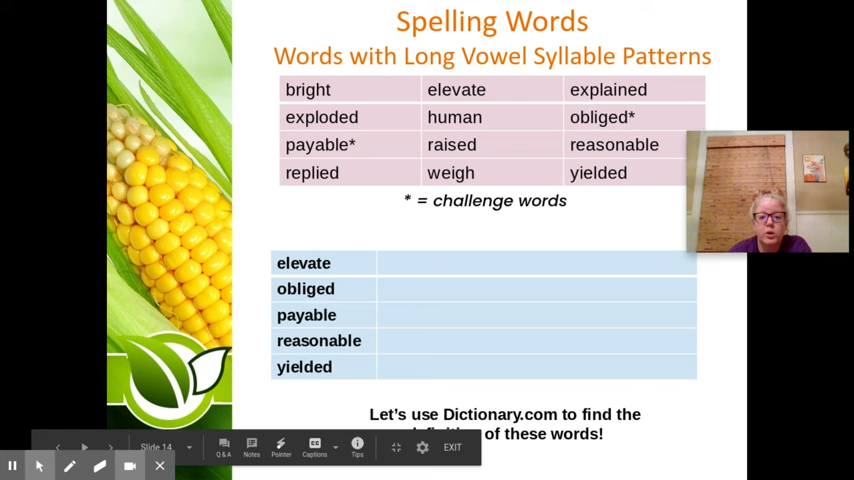 Spelling Words
Words with Long Vowel Syllable Patterns
bright elevate explained
exploded human obliged*
payable* raised reasonable
replied weigh yielded
* = challenge words
elevate
obliged
payable
reasonable
yielded
Let's use Dictionary.com to find the
of these words!
Slide 14
Q & A Notes Pointer Captions Tips EXIT